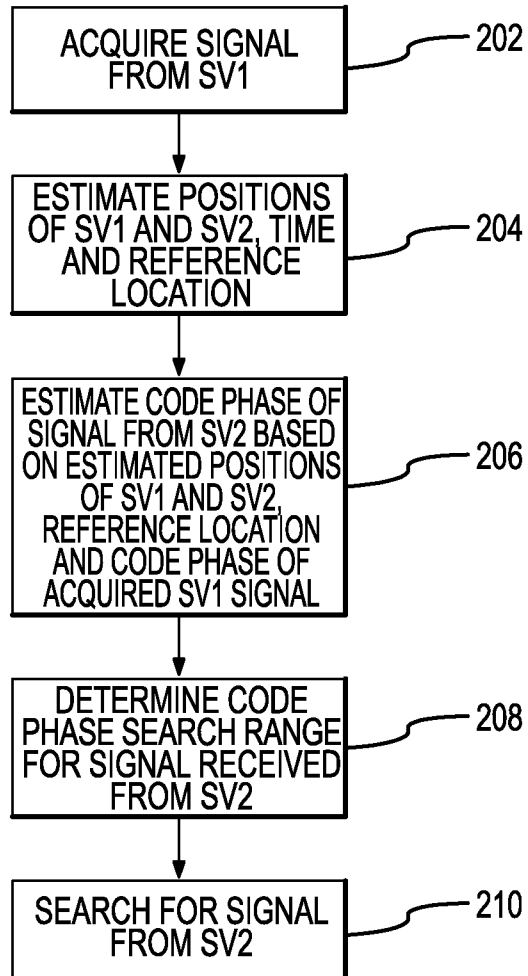 ACQUIRE SIGNAL
FROM SV1
202
ESTIMATE POSITIONS
OF SV1 AND SV2, TIME
AND REFERENCE
LOCATION
204
ESTIMATE CODE PHASE OF
SIGNAL FROM SV2 BASED
ON ESTIMATED POSITIONS
OF SV1 AND SV2,
REFERENCE LOCATION
AND CODE PHASE OF
ACQUIRED SV1 SIGNAL
206
DETERMINE CODE
PHASE SEARCH RANGE
FOR SIGNAL RECEIVED
FROM SV2
208
SEARCH FOR SIGNAL
FROM SV2
210